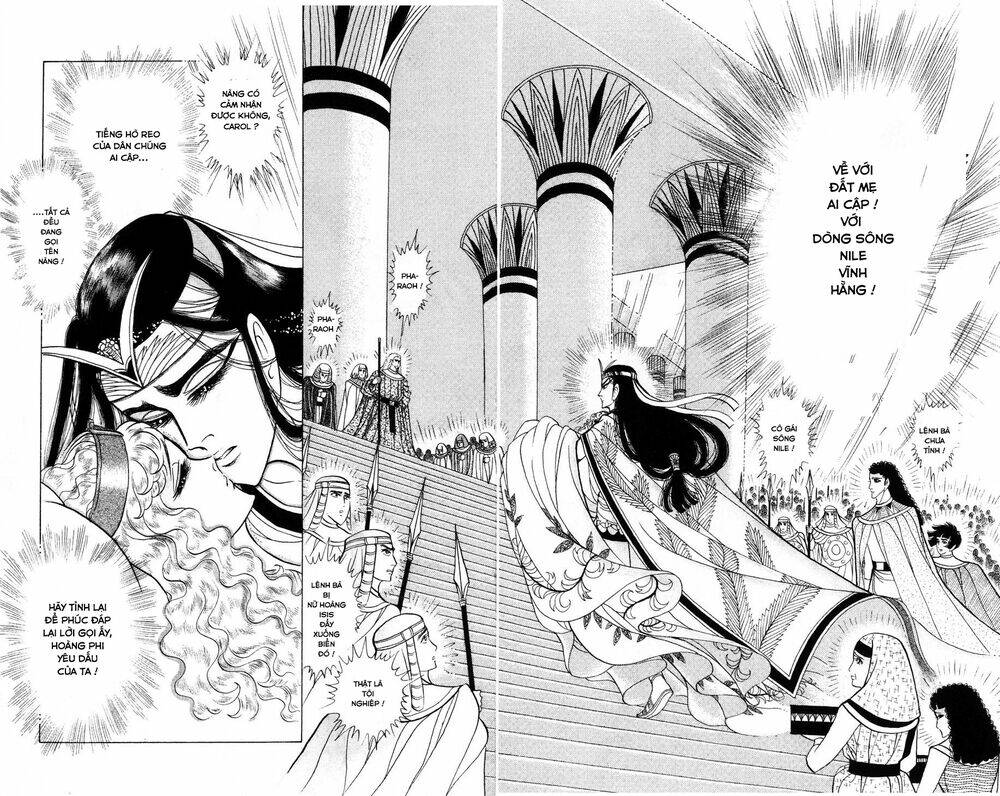 VỀ VỚI
ĐẤT MẸ
AI CẬP !
VỚI
DÒNG SÔNG
NILE
VĨNH
HẰNG !
LỆNH BÀ
CHƯA
TỈNH !
CÔ GÁI
SÔNG
NILE !
PHA-
RAOH !
PHA-
RAOH !
LỆNH BÀ
BỊ
NỮ HOÀNG
ISIS
ĐẨY
XUỐNG
BIỂN
ĐỎ !
THẬT LÀ
TỘI
NGHIỆP !
NÀNG CÓ
CẢM NHẬN
ĐƯỢC KHÔNG,
CAROL ?
TIẾNG HÒ REO
CỦA DÂN CHÚNG
AI CẬP...
....TẤT CẢ
ĐỀU
ĐANG
GỌI
TÊN
NÀNG !
HÃY TỈNH LẠI
ĐỂ PHÚC ĐÁP
LẠI LỜI GỌI ẤY,
HOÀNG PHI
YÊU DẤU
CỦA TA !